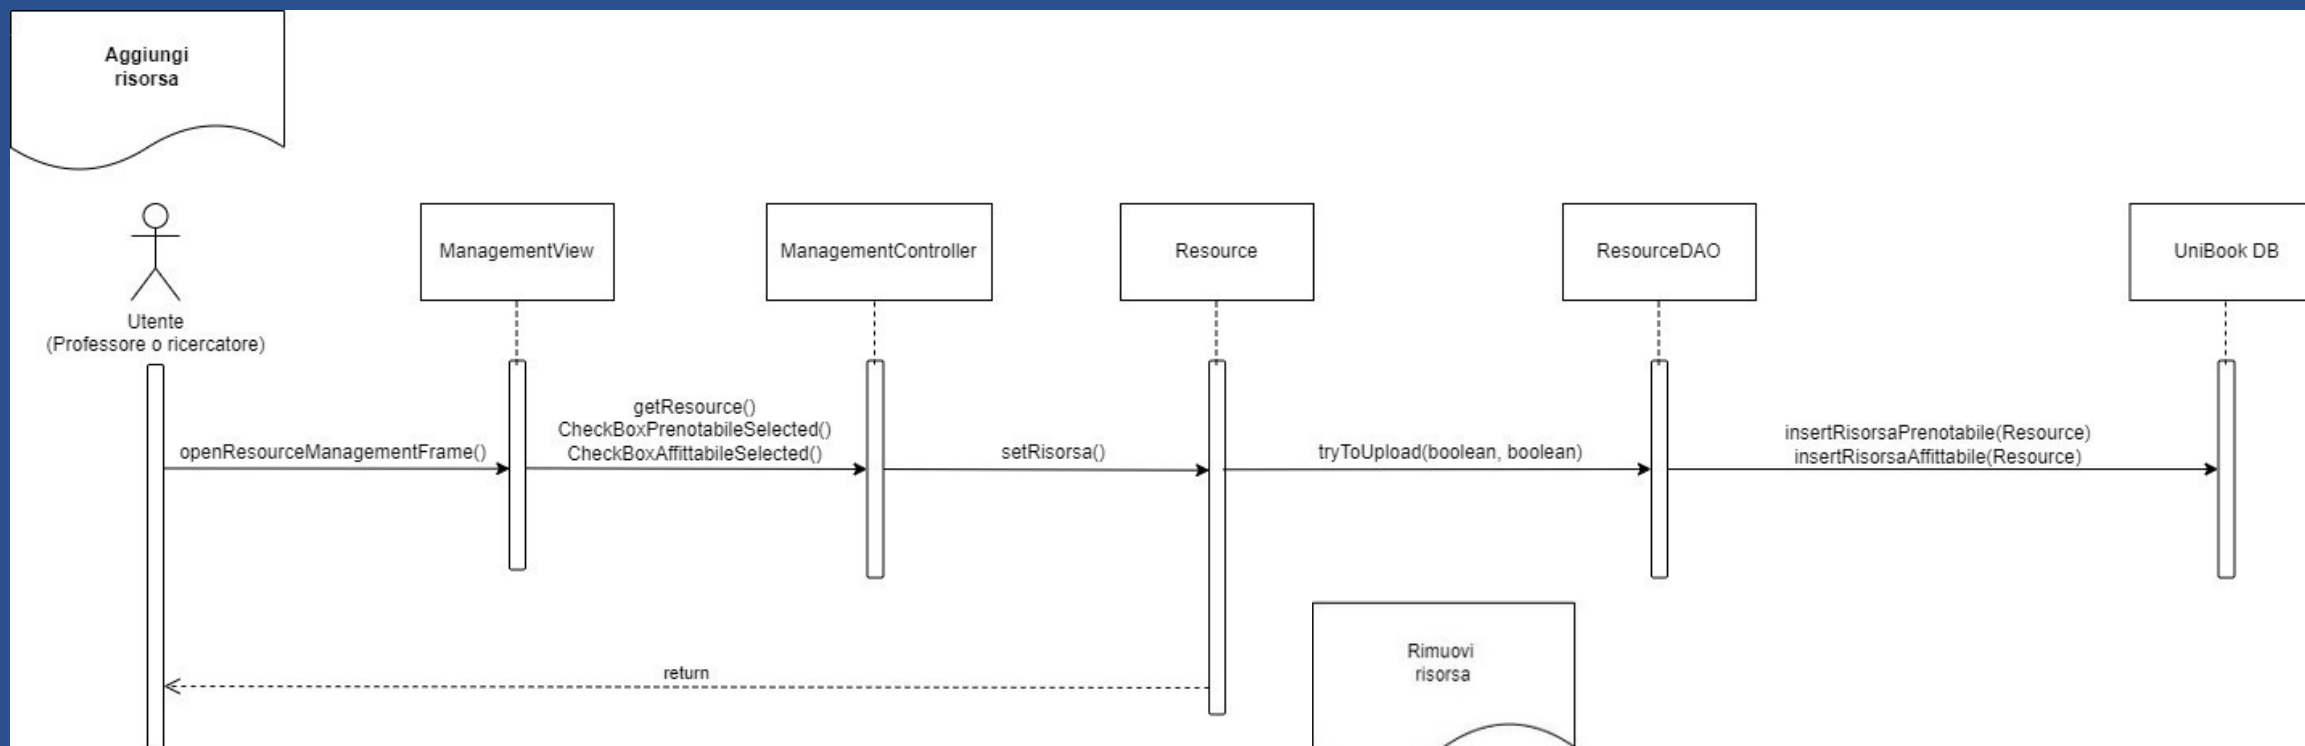 Aggiungi
risorsa
ManagementView
ManagementController
Resource
ResourceDAO
UniBook DB
Utente
(Professore o ricercatore)
openResourceManagementFrame()
getResource()
CheckBoxPrenotabileSelected()
CheckBoxAffittabileSelected()
setRisorsa()
tryToUpload(boolean, boolean)
insertRisorsaPrenotabile(Resource)
insertRisorsaAffittabile(Resource)
return
Rimuovi
risorsa